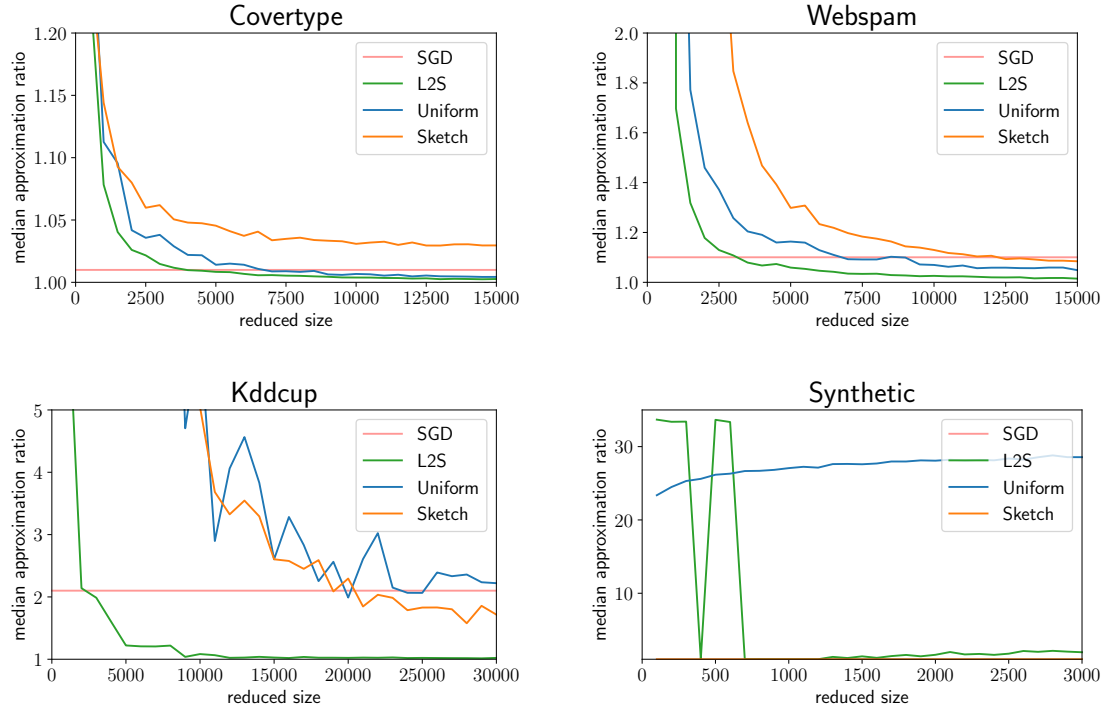 Covertype
median approximation ratio
1.20
1.15
1.10
1.05
1.00
0
2500
5000
7500
10000
12500
15000
reduced size
SGD
L2S
Uniform
Sketch
Webspam
median approximation ratio
2.0
1.8
1.6
1.4
1.2
1.0
0
2500
5000
7500
10000
12500
15000
reduced size
SGD
L2S
Uniform
Sketch
Kddcup
median approximation ratio
5
4
3
2
1
0
5000
10000
15000
20000
25000
30000
reduced size
SGD
L2S
Uniform
Sketch
Synthetic
median approximation ratio
30
20
10
0
500
1000
1500
2000
2500
3000
reduced size
SGD
L2S
Uniform
Sketch